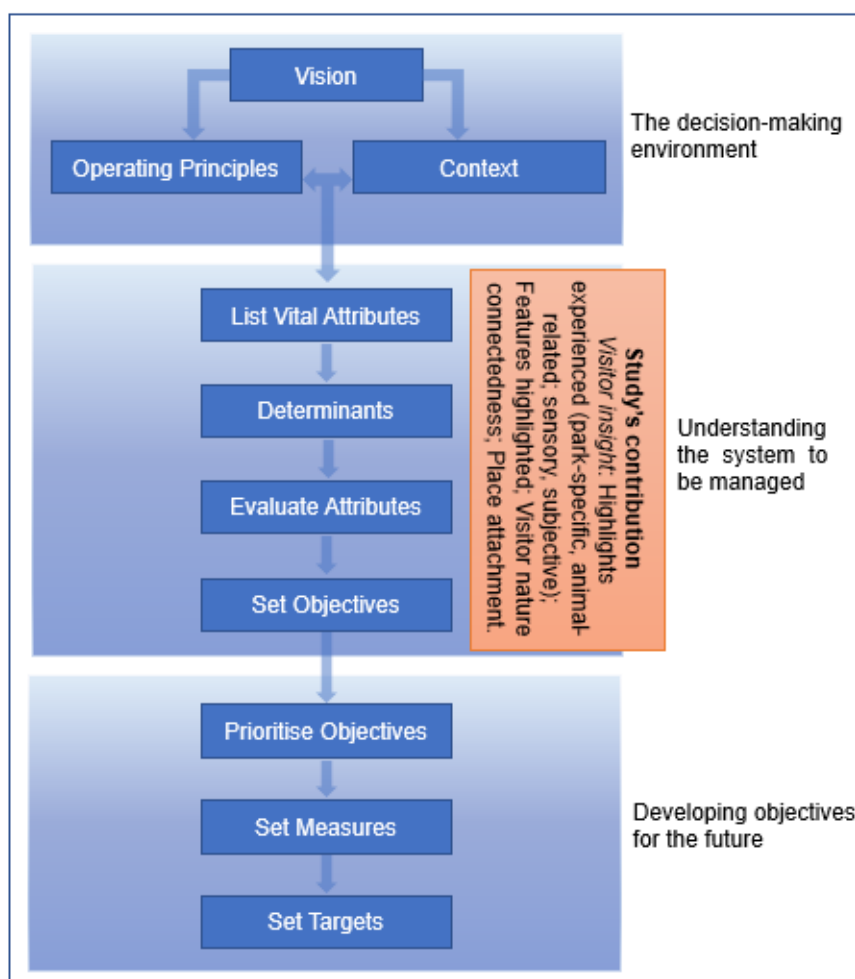 Vision
The decision-making
environment
Operating Principles
Context
List Vital Attributes
Determinants
Evaluate Attributes
Set Objectives
Study's contribution
Visitor insight: Highlights
experienced (park-specific, animal-
related; sensory, subjective);
Features highlighted; Visitor nature
connectedness; Place attachment.
Understanding
the system to
be managed
Prioritise Objectives
Set Measures
Set Targets
Developing objectives
for the future